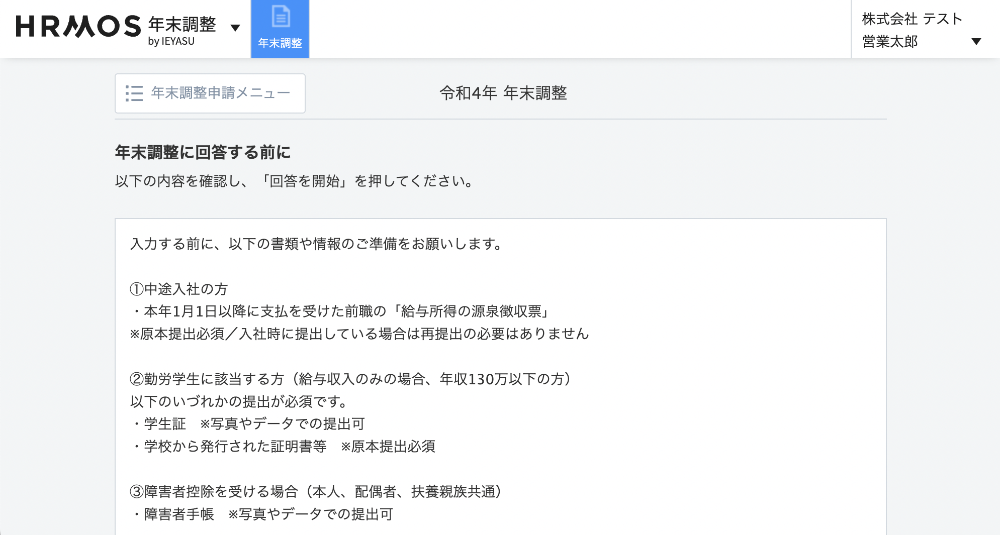 HRMOS 年末調整
by IEYASU
年末調整
株式会社 テスト
営業太郎
年末調整申請メニュー
令和4年 年末調整
年末調整に回答する前に
以下の内容を確認し、「回答を開始」を押してください。
入力する前に、以下の書類や情報のご準備をお願いします。
①中途入社の方
・本年1月1日以降に支払を受けた前職の「給与所得の源泉徴収票」
※原本提出必須／入社時に提出している場合は再提出の必要はありません
②勤労学生に該当する方（給与収入のみの場合、年収130万以下の方）
以下のいづれかの提出が必須です。
・学生証　※写真やデータでの提出可
・学校から発行された証明書等　※原本提出必須
③障害者控除を受ける場合（本人、配偶者、扶養親族共通）
・障害者手帳　※写真やデータでの提出可